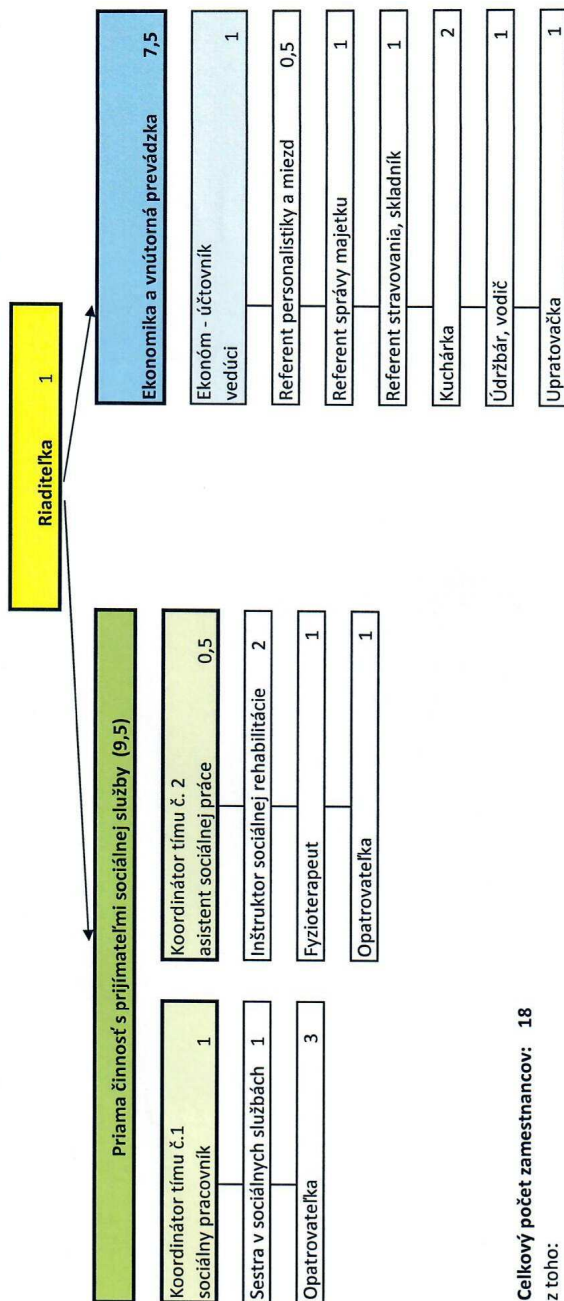 Riaditeľka 1
Priama činnosť s prijímateľmi sociálnej služby (9,5)
Koordinátor tímu č.1
sociálny pracovník 1
Sestra v sociálnych službách 1
Opatrovateľka 3
Koordinátor tímu č. 2
asistent sociálnej práce 0,5
Inštruktor sociálnej rehabilitácie 2
Fyzioterapeut 1
Opatrovateľka 1
Ekonomika a vnútorná prevádzka 7,5
Ekonóm - účtovník
vedúci 1
Referent personalistiky a miezd 0,5
Referent správy majetku 1
Referent stravovania, skladník 1
Kuchárka 2
Údržbár, vodič 1
Upratovačka 1
Celkový počet zamestnancov: 18
z toho: